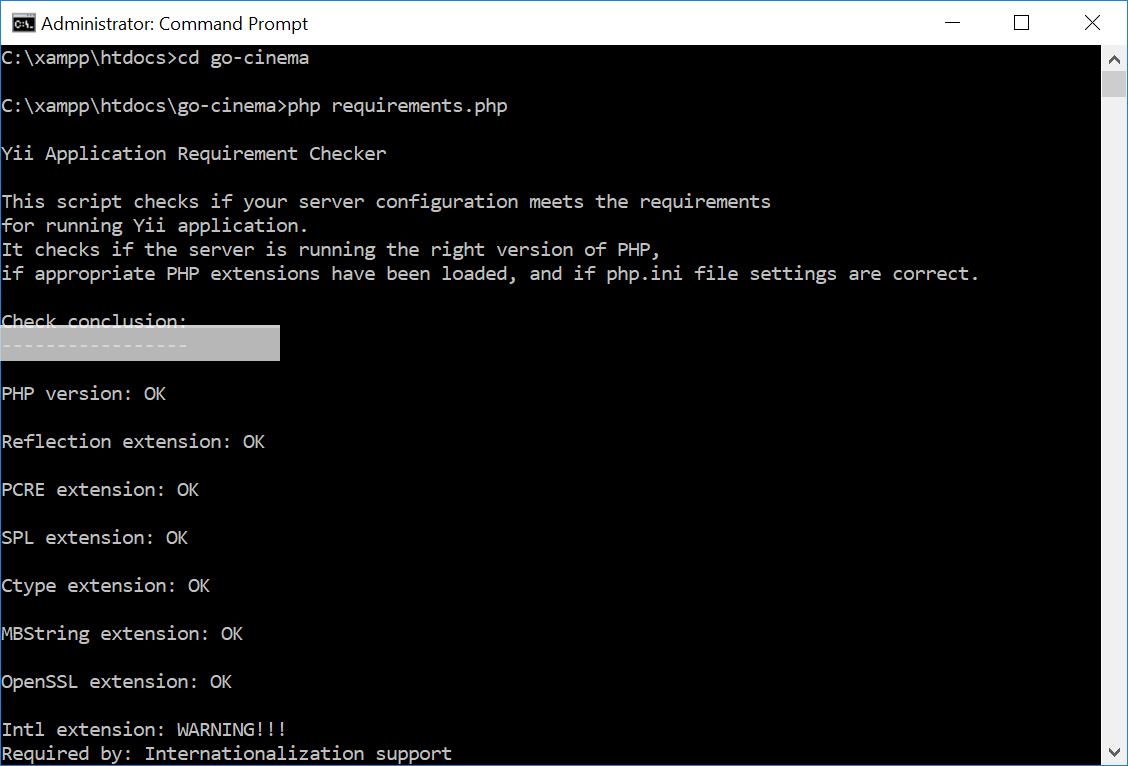 Administrator: Command Prompt
C:\xampp\htdocs>cd go-cinema
C:\xampp\htdocs\go-cinema>php requirements.php
Yii Application Requirement Checker
This script checks if your server configuration meets the requirements
for running Yii application.
It checks if the server is running the right version of PHP,
if appropriate PHP extensions have been loaded, and if php.ini file settings are correct.
Check conclusion:
-----------------
PHP version: OK
Reflection extension: OK
PCRE extension: OK
SPL extension: OK
Ctype extension: OK
MBString extension: OK
OpenSSL extension: OK
Intl extension: WARNING!!!
Required by: Internationalization support